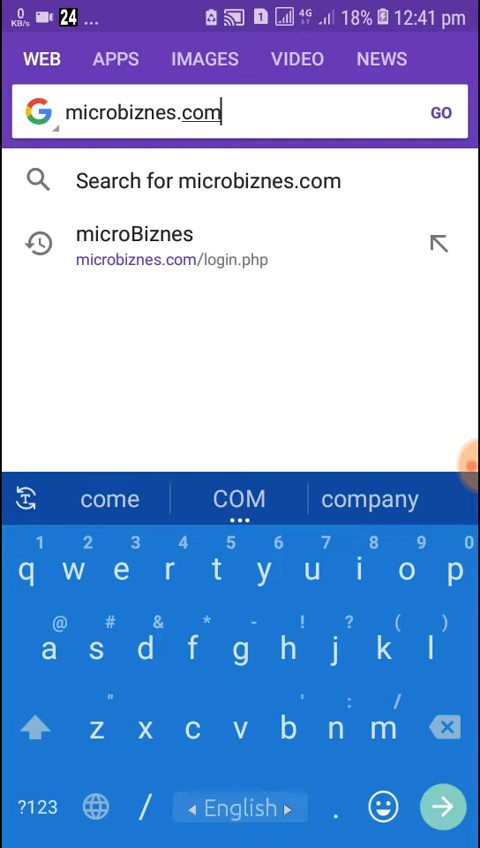 0 KB/s 24 ... 1 4G 18% 12:41 pm
WEB APPS IMAGES VIDEO NEWS
G microbiznes.com GO
Search for microbiznes.com
microBiznes
microbiznes.com/login.php
T come COM company
1 2 3 4 5 6 7 8 9 0
q w e r t y u i o p
@ # & * - ! ? ( )
a s d f g h j k l
" ' : /
z x c v b n m
?123 / English .